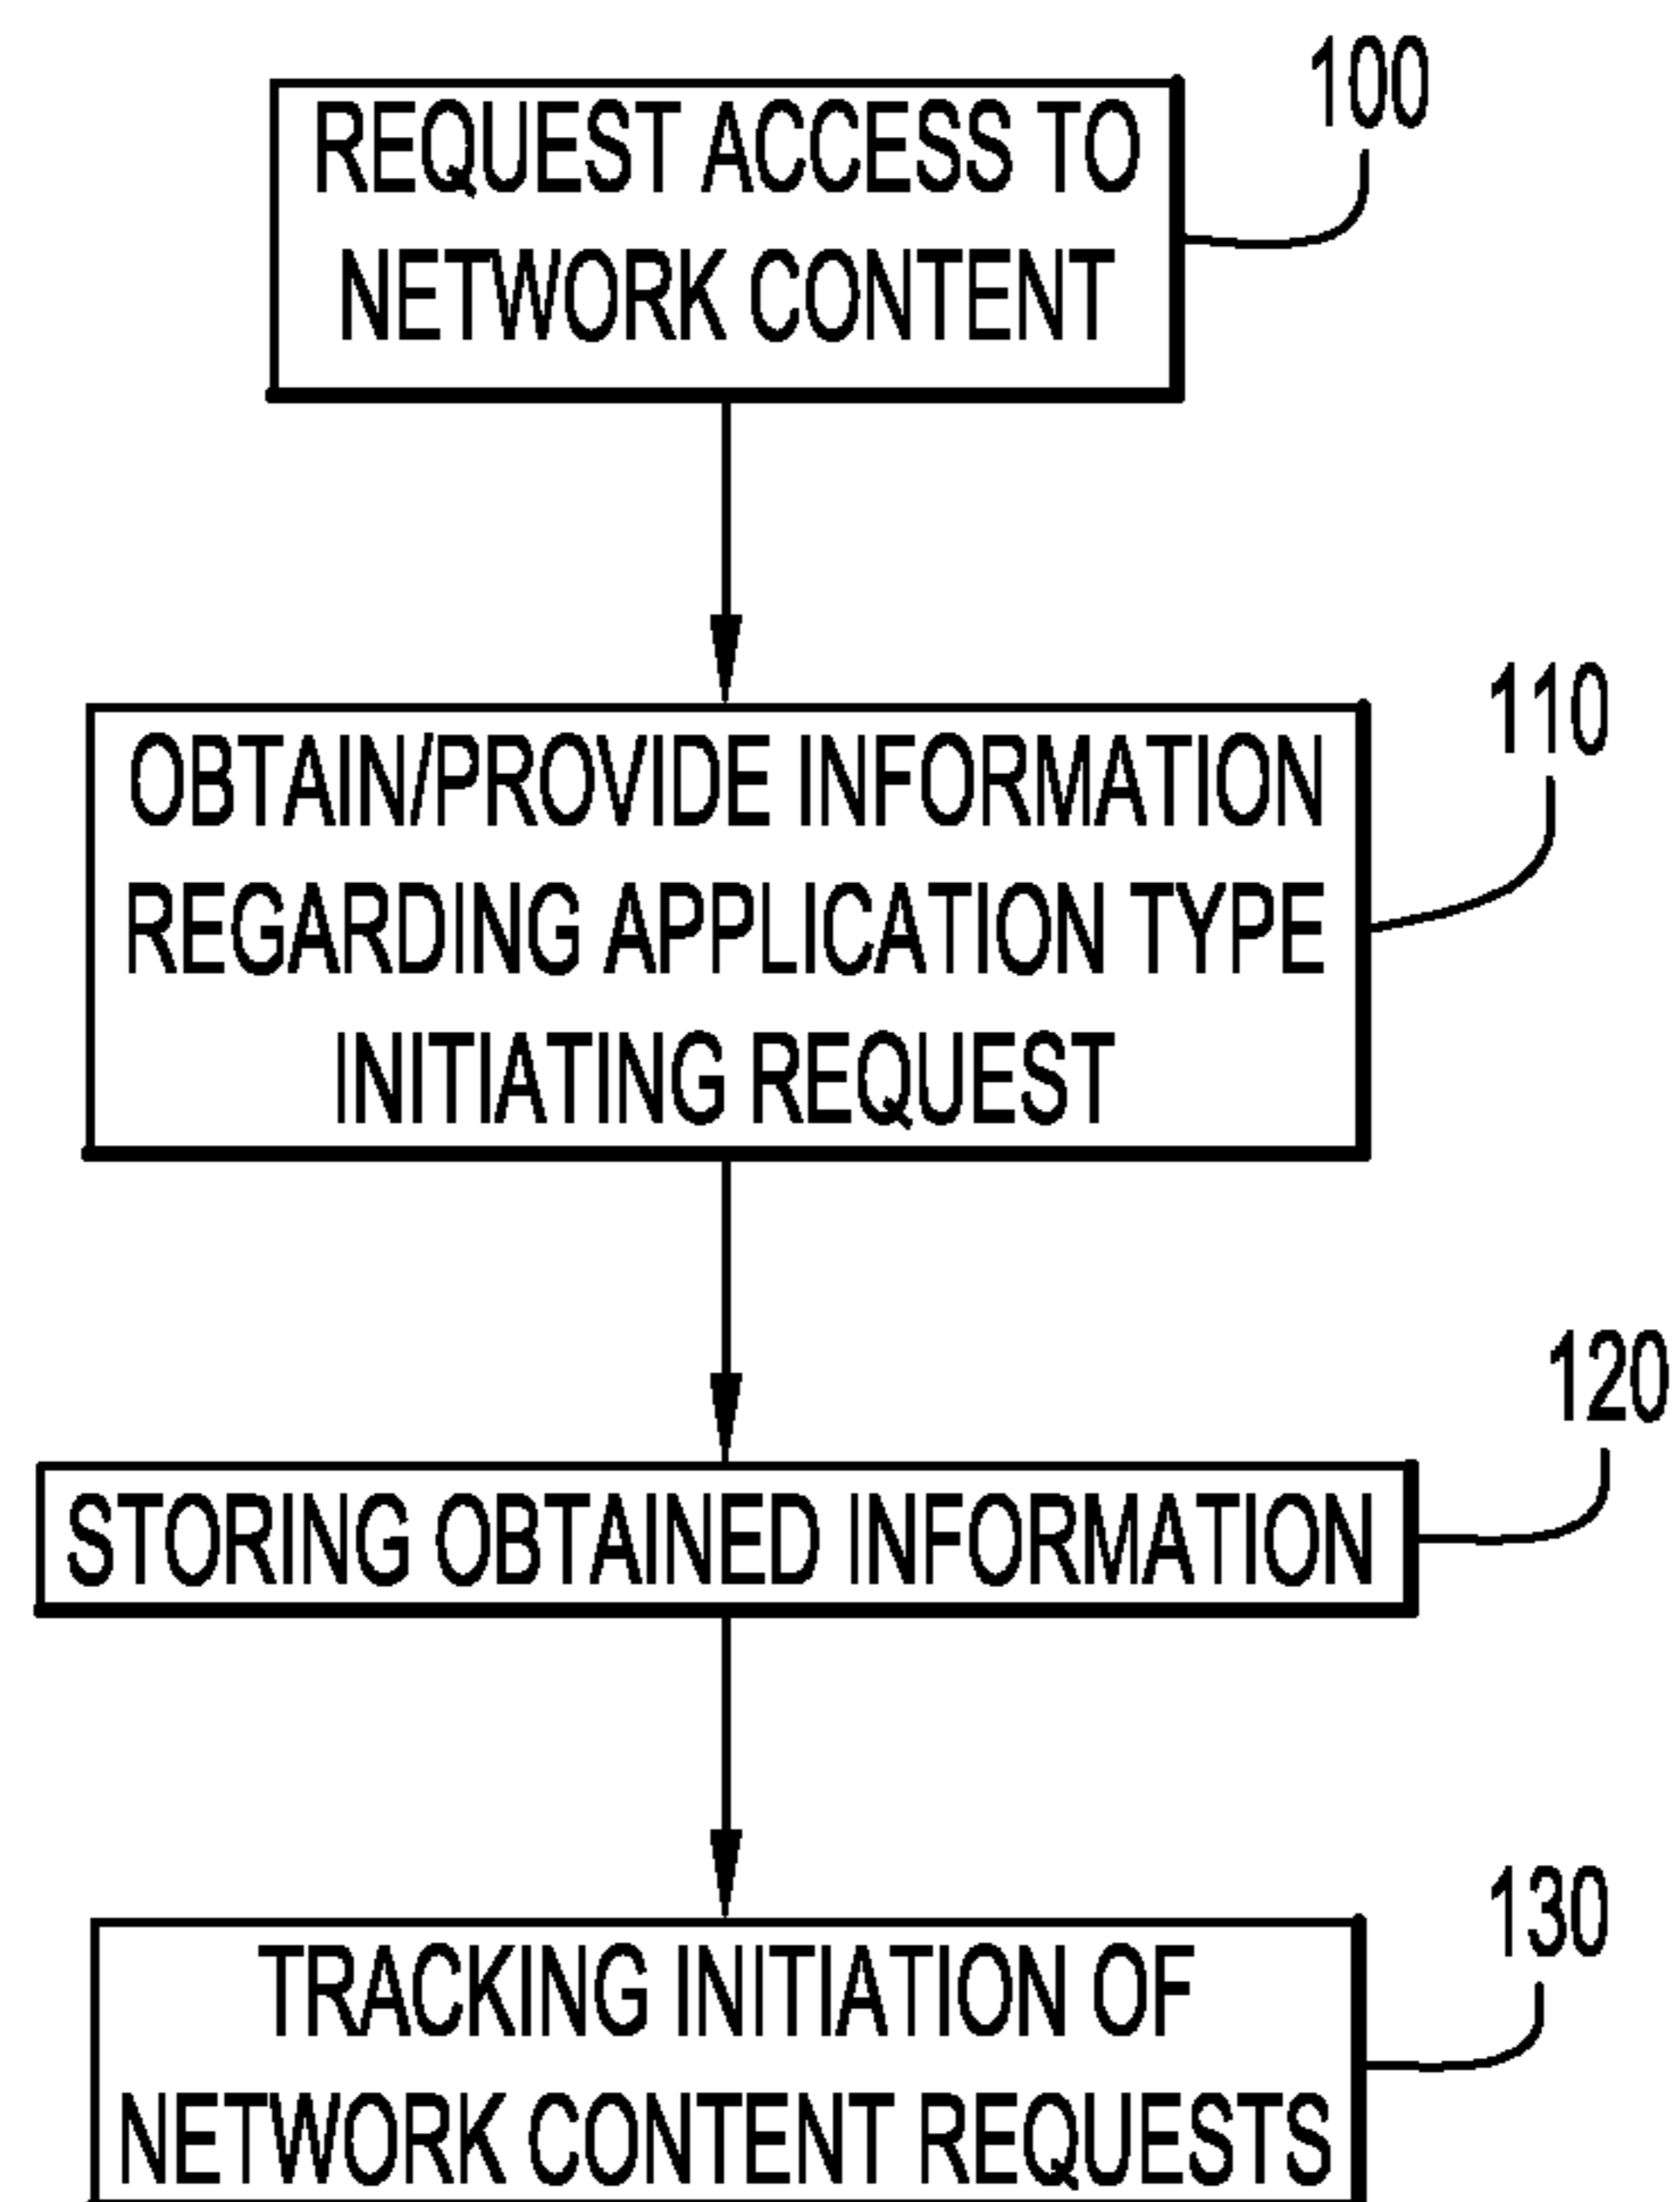 100
REQUEST ACCESS TO
NETWORK CONTENT
110
OBTAIN/PROVIDE INFORMATION
REGARDING APPLICATION TYPE
INITIATING REQUEST
120
STORING OBTAINED INFORMATION
130
TRACKING INITIATION OF
NETWORK CONTENT REQUESTS